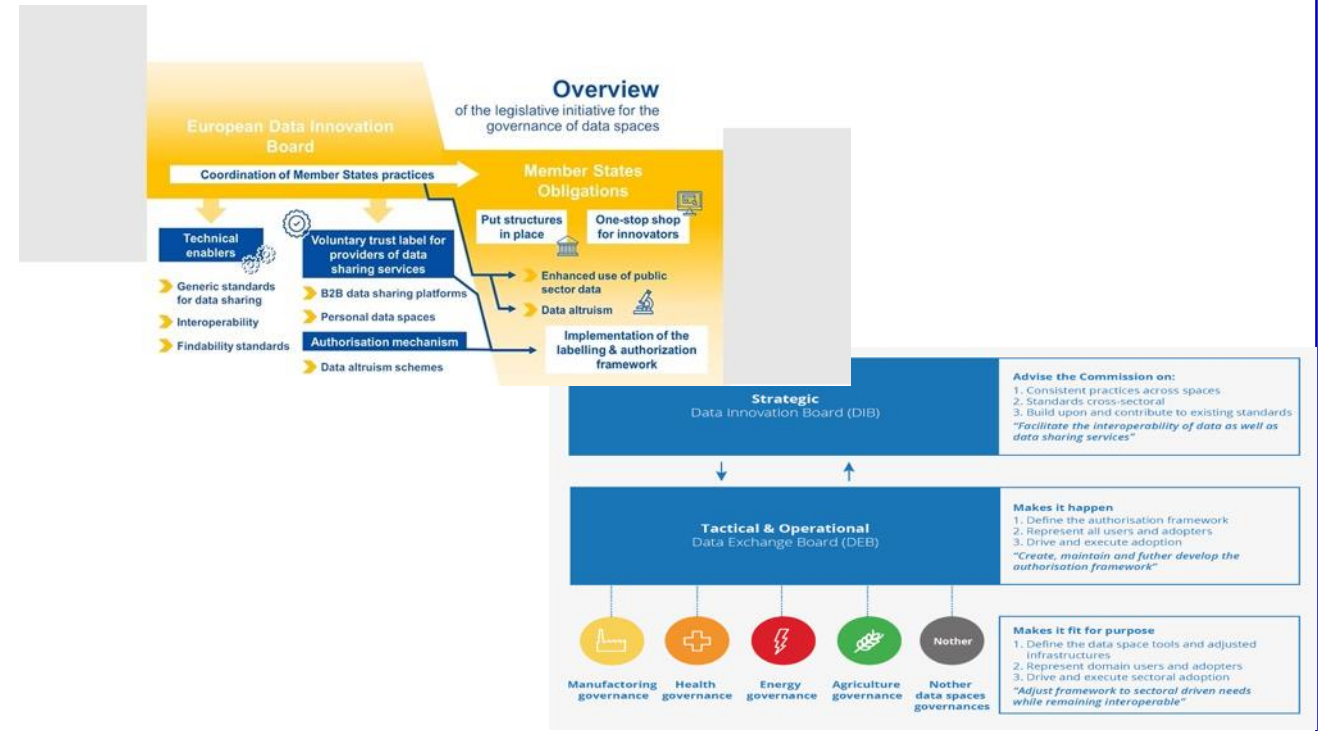 Overview
of the legislative initiative for the
governance of data spaces
European Data Innovation
Board
Coordination of Member States practices
Technical
enablers
Generic standards
for data sharing
Interoperability
Findability standards
Voluntary trust label for
providers of data
sharing services
B2B data sharing platforms
Personal data spaces
Authorisation mechanism
Data altruism schemes
Member States
Obligations
Put structures
in place
One-stop shop
for innovators
Enhanced use of public
sector data
Data altruism
Implementation of the
labelling & authorization
framework
Strategic
Data Innovation Board (DIB)
Advise the Commission on:
1. Consistent practices across spaces
2. Standards cross-sectoral
3. Build upon and contribute to existing standards
"Facilitate the interoperability of data as well as
data sharing services"
Tactical & Operational
Data Exchange Board (DEB)
Makes it happen
1. Define the authorisation framework
2. Represent all users and adopters
3. Drive and execute adoption
"Create, maintain and futher develop the
authorisation framework"
Nother
Manufactoring
governance
Health
governance
Energy
governance
Agriculture
governance
Nother
data spaces
governances
Makes it fit for purpose
1. Define the data space tools and adjusted
infrastructures
2. Represent domain users and adopters
3. Drive and execute sectoral adoption
"Adjust framework to sectoral driven needs
while remaining interoperable"